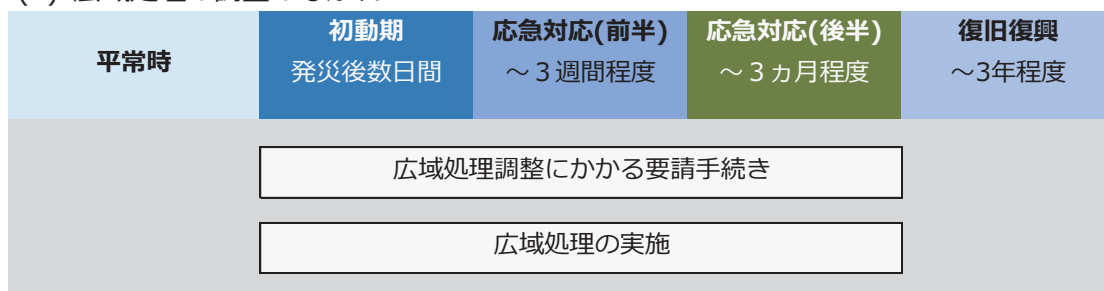 平常時
初動期
発災後数日間
応急対応(前半)
～３週間程度
応急対応(後半)
～３ヵ月程度
復旧復興
～3年程度
広域処理調整にかかる要請手続き
広域処理の実施